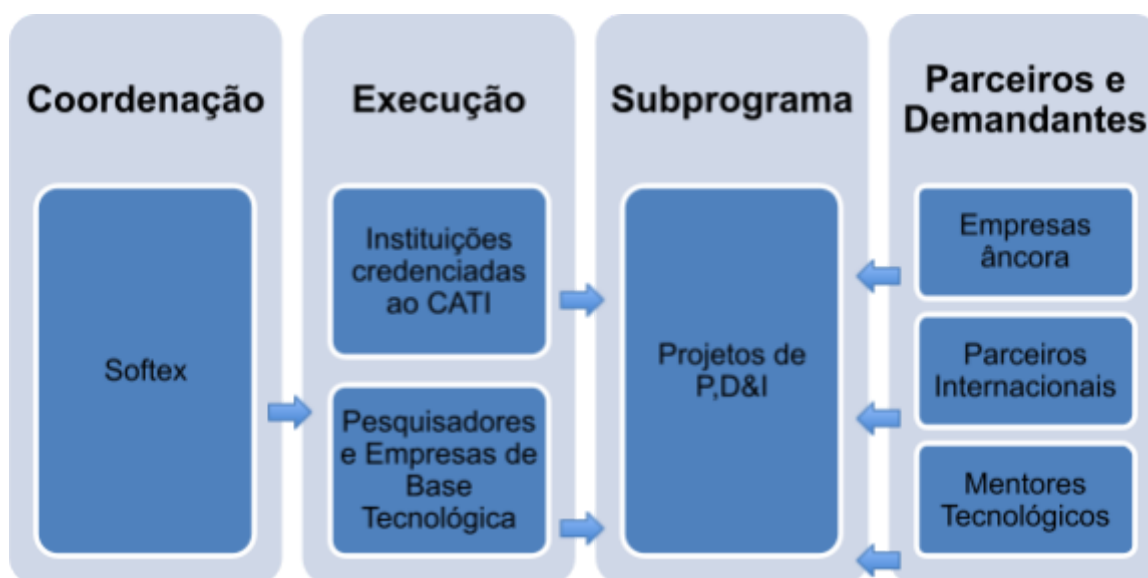 Coordenação
Softex
Execução
Instituições
credenciadas
ao CATI
Pesquisadores
e Empresas de
Base
Tecnológica
Subprograma
Projetos de
P,D&I
Parceiros e
Demandantes
Empresas
âncora
Parceiros
Internacionais
Mentores
Tecnológicos